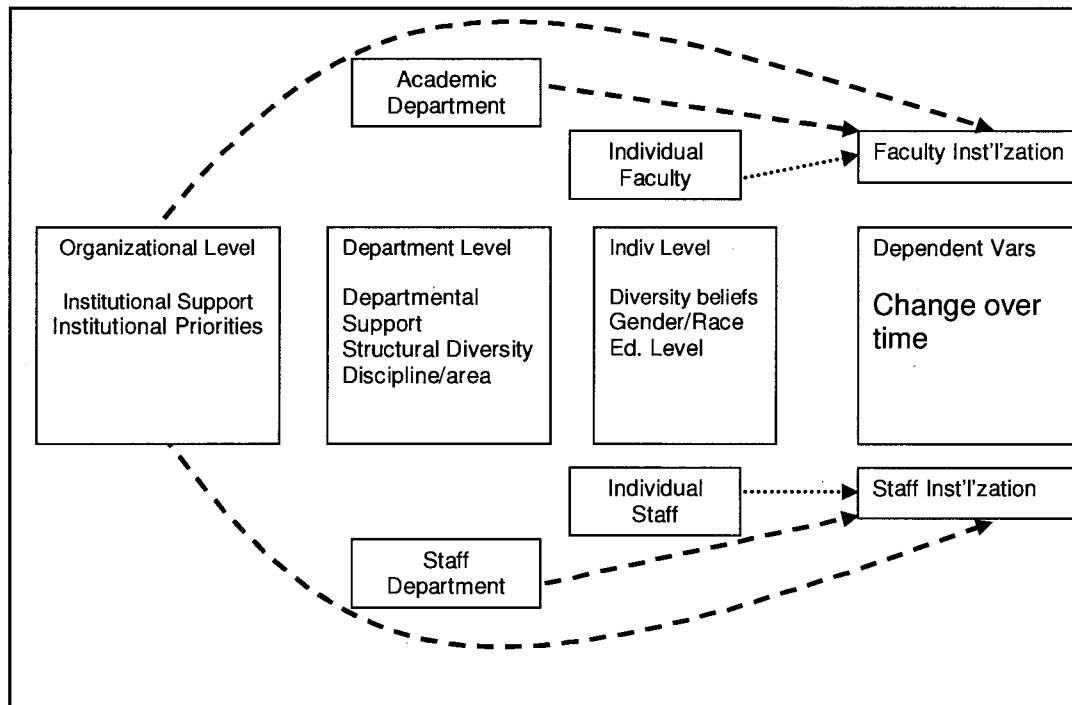 Academic
Department
Individual
Faculty
Faculty Inst'l'zation
Organizational Level
Institutional Support
Institutional Priorities
Department Level
Departmental
Support
Structural Diversity
Discipline/area
Indiv Level
Diversity beliefs
Gender/Race
Ed. Level
Dependent Vars
Change over
time
Individual
Staff
Staff Inst'l'zation
Staff
Department